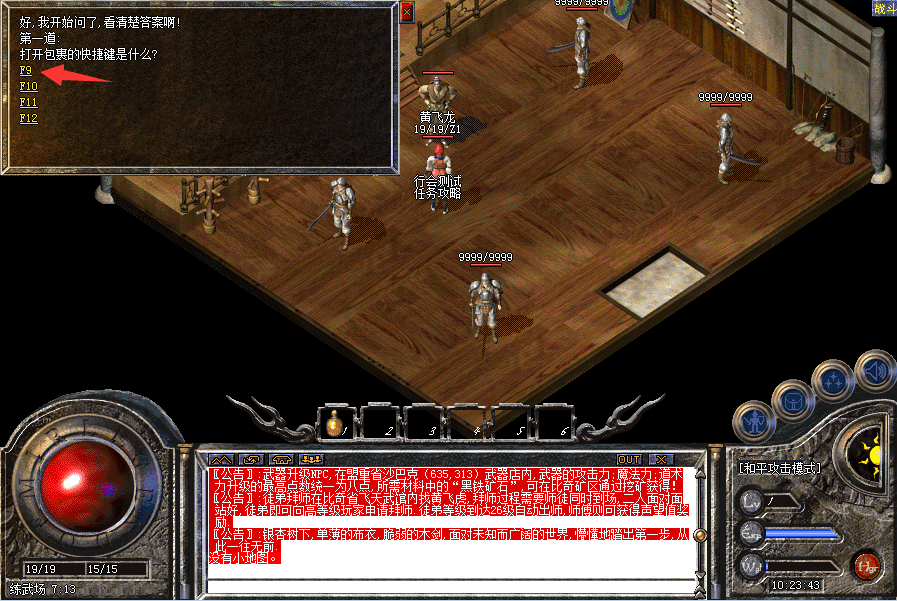 好,我开始问了,看清楚答案啊!
第一道:
打开包裹的快捷键是什么?
F9
F10
F11
F12
9999/9999
战斗
9999/9999
黄飞龙
19/19/Z1
行会测试
任务攻略
9999/9999
1 2 3 4 5 6
OUT
[和平攻击模式]
〖公告〗:武器升级NPC,在盟重省沙巴克（635,313）武器店内,武器的攻击力,魔法力,道术
力升级的最高点数统一为八点,所需材料中的“黑铁矿石” 可在比奇矿区通过挖矿获得!
〖公告〗:徒弟拜师在比奇省飞天武馆内找黄飞虎,拜师过程需要师徒同时到场,二人面对面
站好,徒弟即可向高等级玩家申请拜师.徒弟等级到达26级自动出师,师傅则可获得声望值奖
励.
〖公告〗:银杏树下,单薄的布衣,脆弱的木剑,面对未知而广阔的世界,懵懂地踏出第一步,从
此一往无前.
没有小地图。
Lv 7
Exp
W
Hgr
19/19 15/15
练武场 7:13
10:23:43